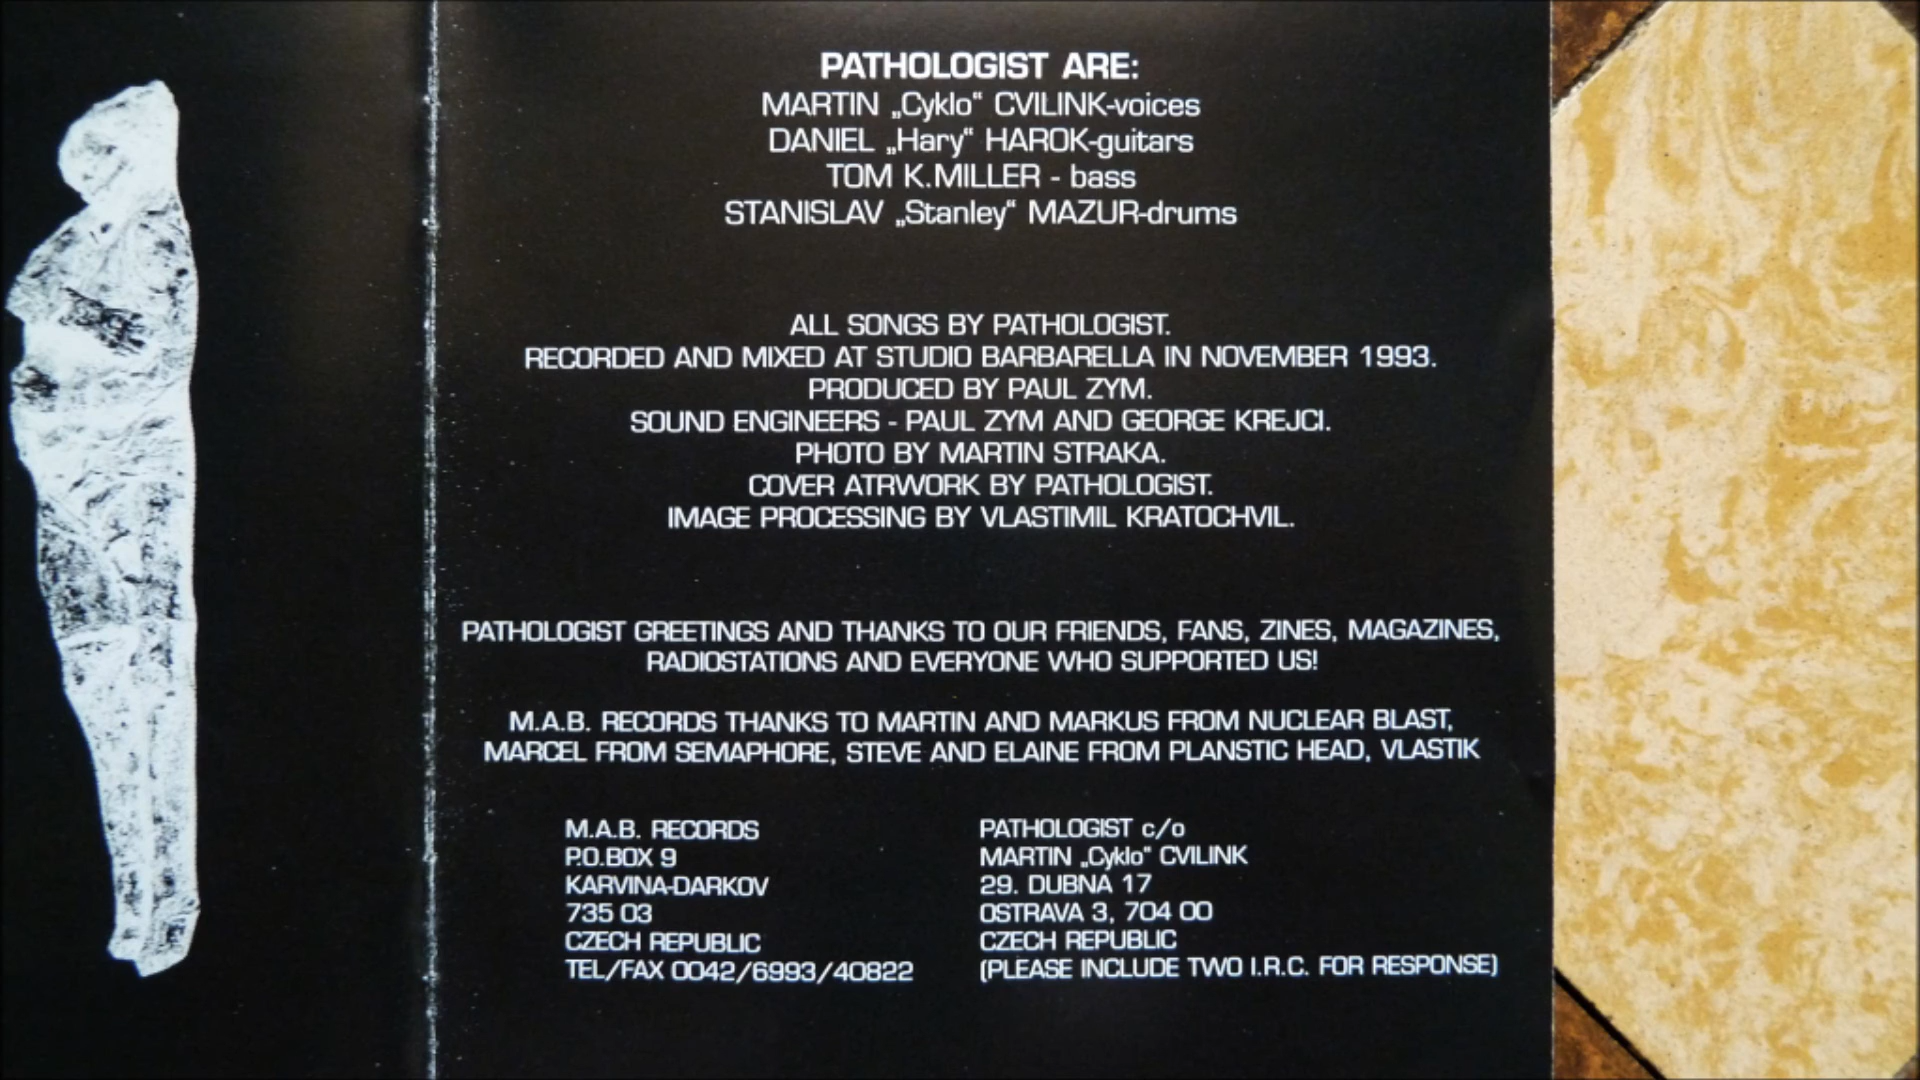 PATHOLOGIST ARE:
MARTIN „Cyklo“ CVILINK-voices
DANIEL „Hary“ HAROK-guitars
TOM K.MILLER - bass
STANISLAV „Stanley“ MAZUR-drums
ALL SONGS BY PATHOLOGIST.
RECORDED AND MIXED AT STUDIO BARBARELLA IN NOVEMBER 1993.
PRODUCED BY PAUL ZYM.
SOUND ENGINEERS - PAUL ZYM AND GEORGE KREJCI.
PHOTO BY MARTIN STRAKA.
COVER ATRWORK BY PATHOLOGIST.
IMAGE PROCESSING BY VLASTIMIL KRATOCHVIL.
PATHOLOGIST GREETINGS AND THANKS TO OUR FRIENDS, FANS, ZINES, MAGAZINES,
RADIOSTATIONS AND EVERYONE WHO SUPPORTED US!
M.A.B. RECORDS THANKS TO MARTIN AND MARKUS FROM NUCLEAR BLAST,
MARCEL FROM SEMAPHORE, STEVE AND ELAINE FROM PLANSTIC HEAD, VLASTIK
M.A.B. RECORDS
P.O.BOX 9
KARVINA-DARKOV
735 03
CZECH REPUBLIC
TEL/FAX 0042/6993/40822
PATHOLOGIST c/o
MARTIN „Cyklo“ CVILINK
29. DUBNA 17
OSTRAVA 3, 704 00
CZECH REPUBLIC
(PLEASE INCLUDE TWO I.R.C. FOR RESPONSE)